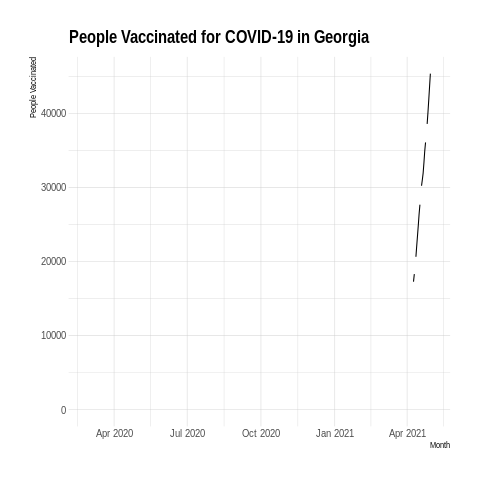 People Vaccinated for COVID-19 in Georgia
People Vaccinated
40000
30000
20000
10000
0
Apr 2020 Jul 2020 Oct 2020 Jan 2021 Apr 2021
Month